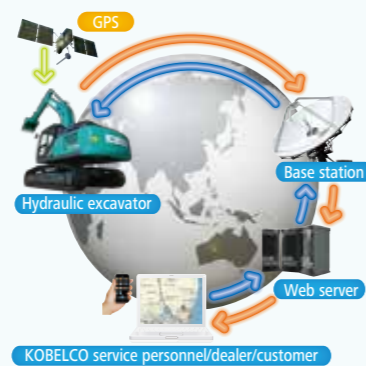 GPS
Hydraulic excavator
Base station
Web server
KOBELCO service personnel/dealer/customer